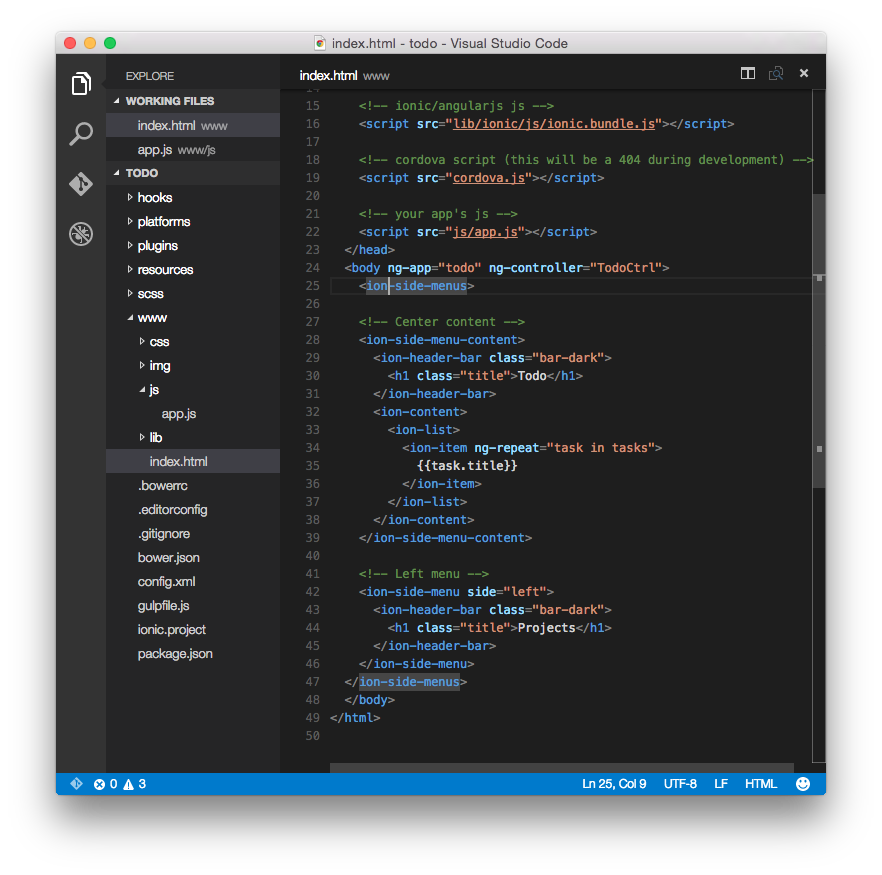 index.html - todo - Visual Studio Code
EXPLORE
WORKING FILES
index.html www
app.js www/js
TODO
hooks
platforms
plugins
resources
scss
www
css
img
js
app.js
lib
index.html
.bowerrc
.editorconfig
.gitignore
bower.json
config.xml
gulpfile.js
ionic.project
package.json
index.html www
15 <!-- ionic/angularjs js -->
16 <script src="lib/ionic/js/ionic.bundle.js"></script>
17
18 <!-- cordova script (this will be a 404 during development) -->
19 <script src="cordova.js"></script>
20
21 <!-- your app's js -->
22 <script src="js/app.js"></script>
23 </head>
24 <body ng-app="todo" ng-controller="TodoCtrl">
25 <ion-side-menus>
26
27 <!-- Center content -->
28 <ion-side-menu-content>
29 <ion-header-bar class="bar-dark">
30 <h1 class="title">Todo</h1>
31 </ion-header-bar>
32 <ion-content>
33 <ion-list>
34 <ion-item ng-repeat="task in tasks">
35 {{task.title}}
36 </ion-item>
37 </ion-list>
38 </ion-content>
39 </ion-side-menu-content>
40
41 <!-- Left menu -->
42 <ion-side-menu side="left">
43 <ion-header-bar class="bar-dark">
44 <h1 class="title">Projects</h1>
45 </ion-header-bar>
46 </ion-side-menu>
47 </ion-side-menus>
48 </body>
49 </html>
50
0 3 Ln 25, Col 9 UTF-8 LF HTML